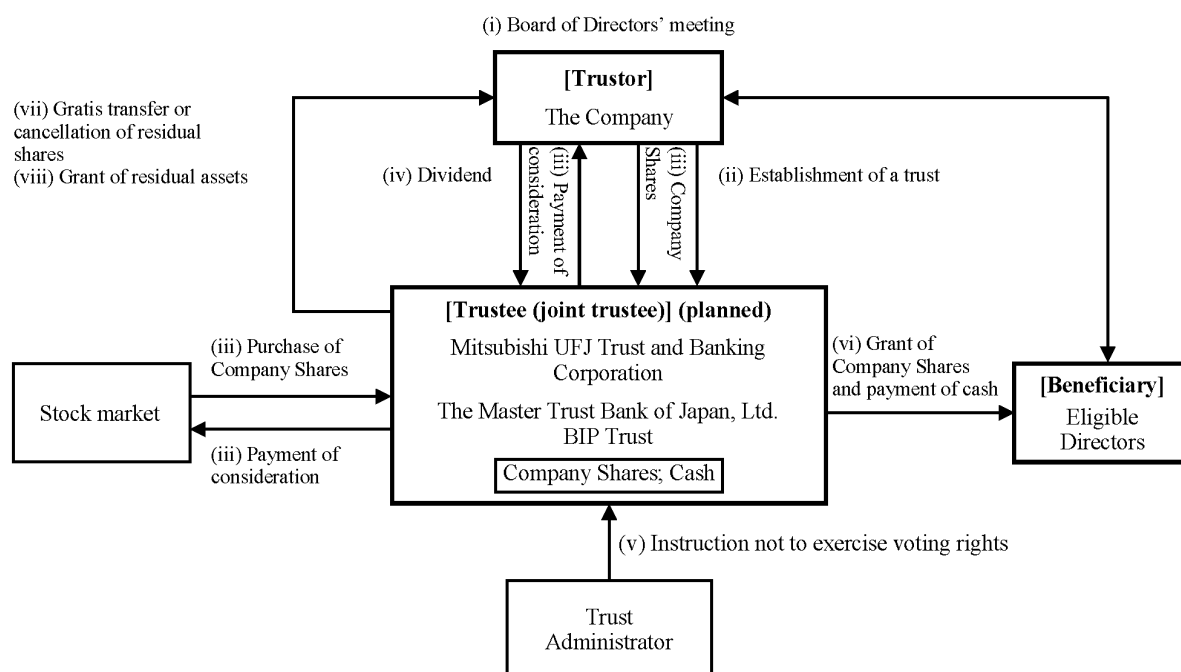 (i) Board of Directors’ meeting
[Trustor]
The Company
(vii) Gratis transfer or
cancellation of residual
shares
(viii) Grant of residual assets
(iv) Dividend
(iii) Payment of
consideration
(iii) Company
Shares
(ii) Establishment of a trust
[Trustee (joint trustee)] (planned)
Mitsubishi UFJ Trust and Banking
Corporation
The Master Trust Bank of Japan, Ltd.
BIP Trust
Company Shares; Cash
(iii) Purchase of
Company Shares
Stock market
(iii) Payment of
consideration
(vi) Grant of
Company Shares
and payment of cash
[Beneficiary]
Eligible
Directors
(v) Instruction not to exercise voting rights
Trust
Administrator